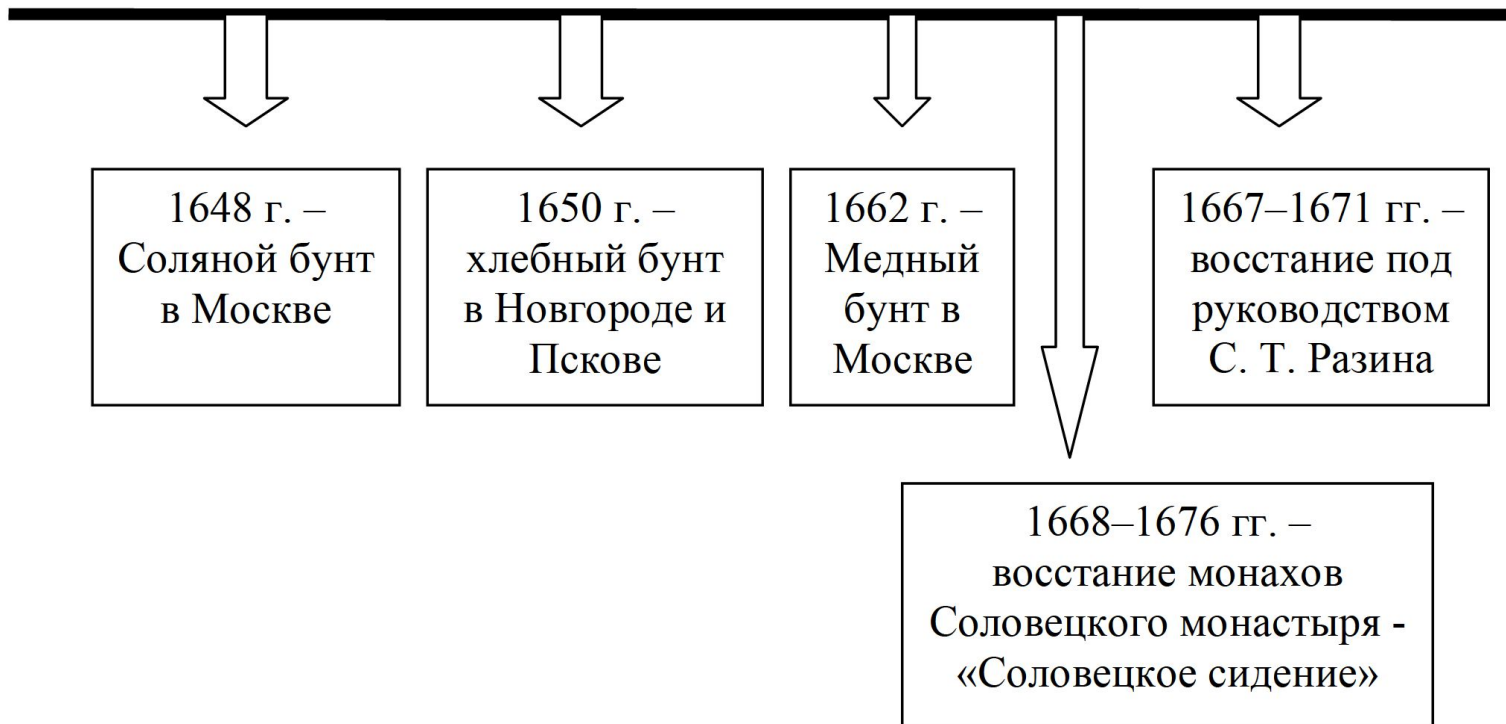 1648 г. –
Соляной бунт
в Москве
1650 г. –
хлебный бунт
в Новгороде и
Пскове
1662 г. –
Медный
бунт в
Москве
1667–1671 гг. –
восстание под
руководством
С. Т. Разина
1668–1676 гг. –
восстание монахов
Соловецкого монастыря -
«Соловецкое сидение»